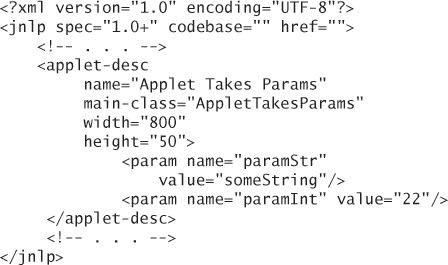 <?xml version="1.0" encoding="UTF-8"?>
<jnlp spec="1.0+" codebase="" href="">
    <!-- . . . -->
    <applet-desc
        name="Applet Takes Params"
        main-class="AppletTakesParams"
        width="800"
        height="50">
            <param name="paramStr"
                value="someString"/>
            <param name="paramInt" value="22"/>
     </applet-desc>
     <!-- . . . -->
</jnlp>